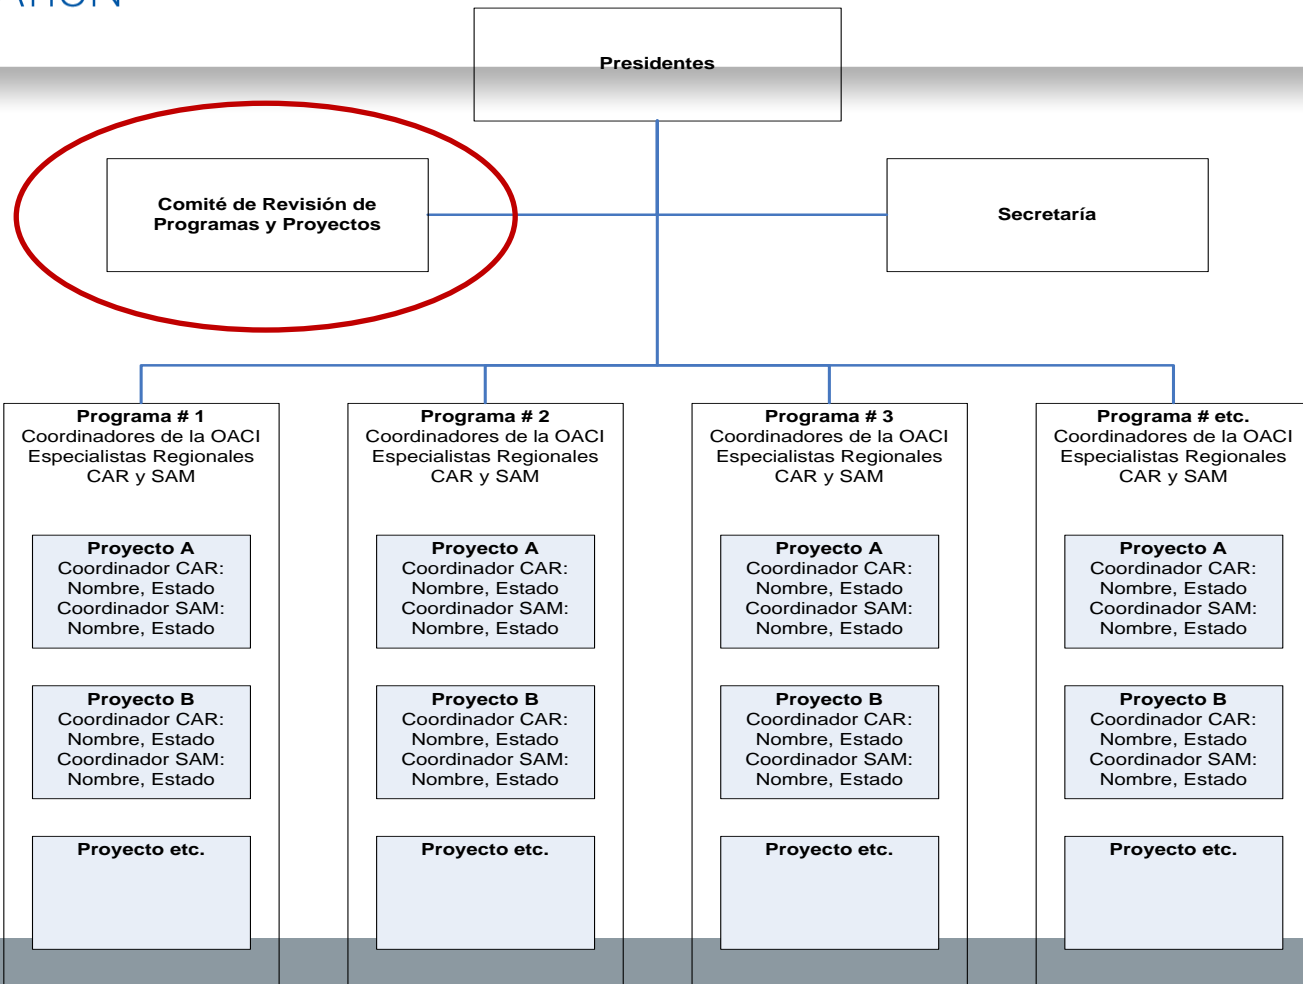 Presidentes
Comité de Revisión de
Programas y Proyectos
Secretaría
Programa # 1
Coordinadores de la OACI
Especialistas Regionales
CAR y SAM
Proyecto A
Coordinador CAR:
Nombre, Estado
Coordinador SAM:
Nombre, Estado
Proyecto B
Coordinador CAR:
Nombre, Estado
Coordinador SAM:
Nombre, Estado
Proyecto etc.
Programa # 2
Coordinadores de la OACI
Especialistas Regionales
CAR y SAM
Proyecto A
Coordinador CAR:
Nombre, Estado
Coordinador SAM:
Nombre, Estado
Proyecto B
Coordinador CAR:
Nombre, Estado
Coordinador SAM:
Nombre, Estado
Proyecto etc.
Programa # 3
Coordinadores de la OACI
Especialistas Regionales
CAR y SAM
Proyecto A
Coordinador CAR:
Nombre, Estado
Coordinador SAM:
Nombre, Estado
Proyecto B
Coordinador CAR:
Nombre, Estado
Coordinador SAM:
Nombre, Estado
Proyecto etc.
Programa # etc.
Coordinadores de la OACI
Especialistas Regionales
CAR y SAM
Proyecto A
Coordinador CAR:
Nombre, Estado
Coordinador SAM:
Nombre, Estado
Proyecto B
Coordinador CAR:
Nombre, Estado
Coordinador SAM:
Nombre, Estado
Proyecto etc.